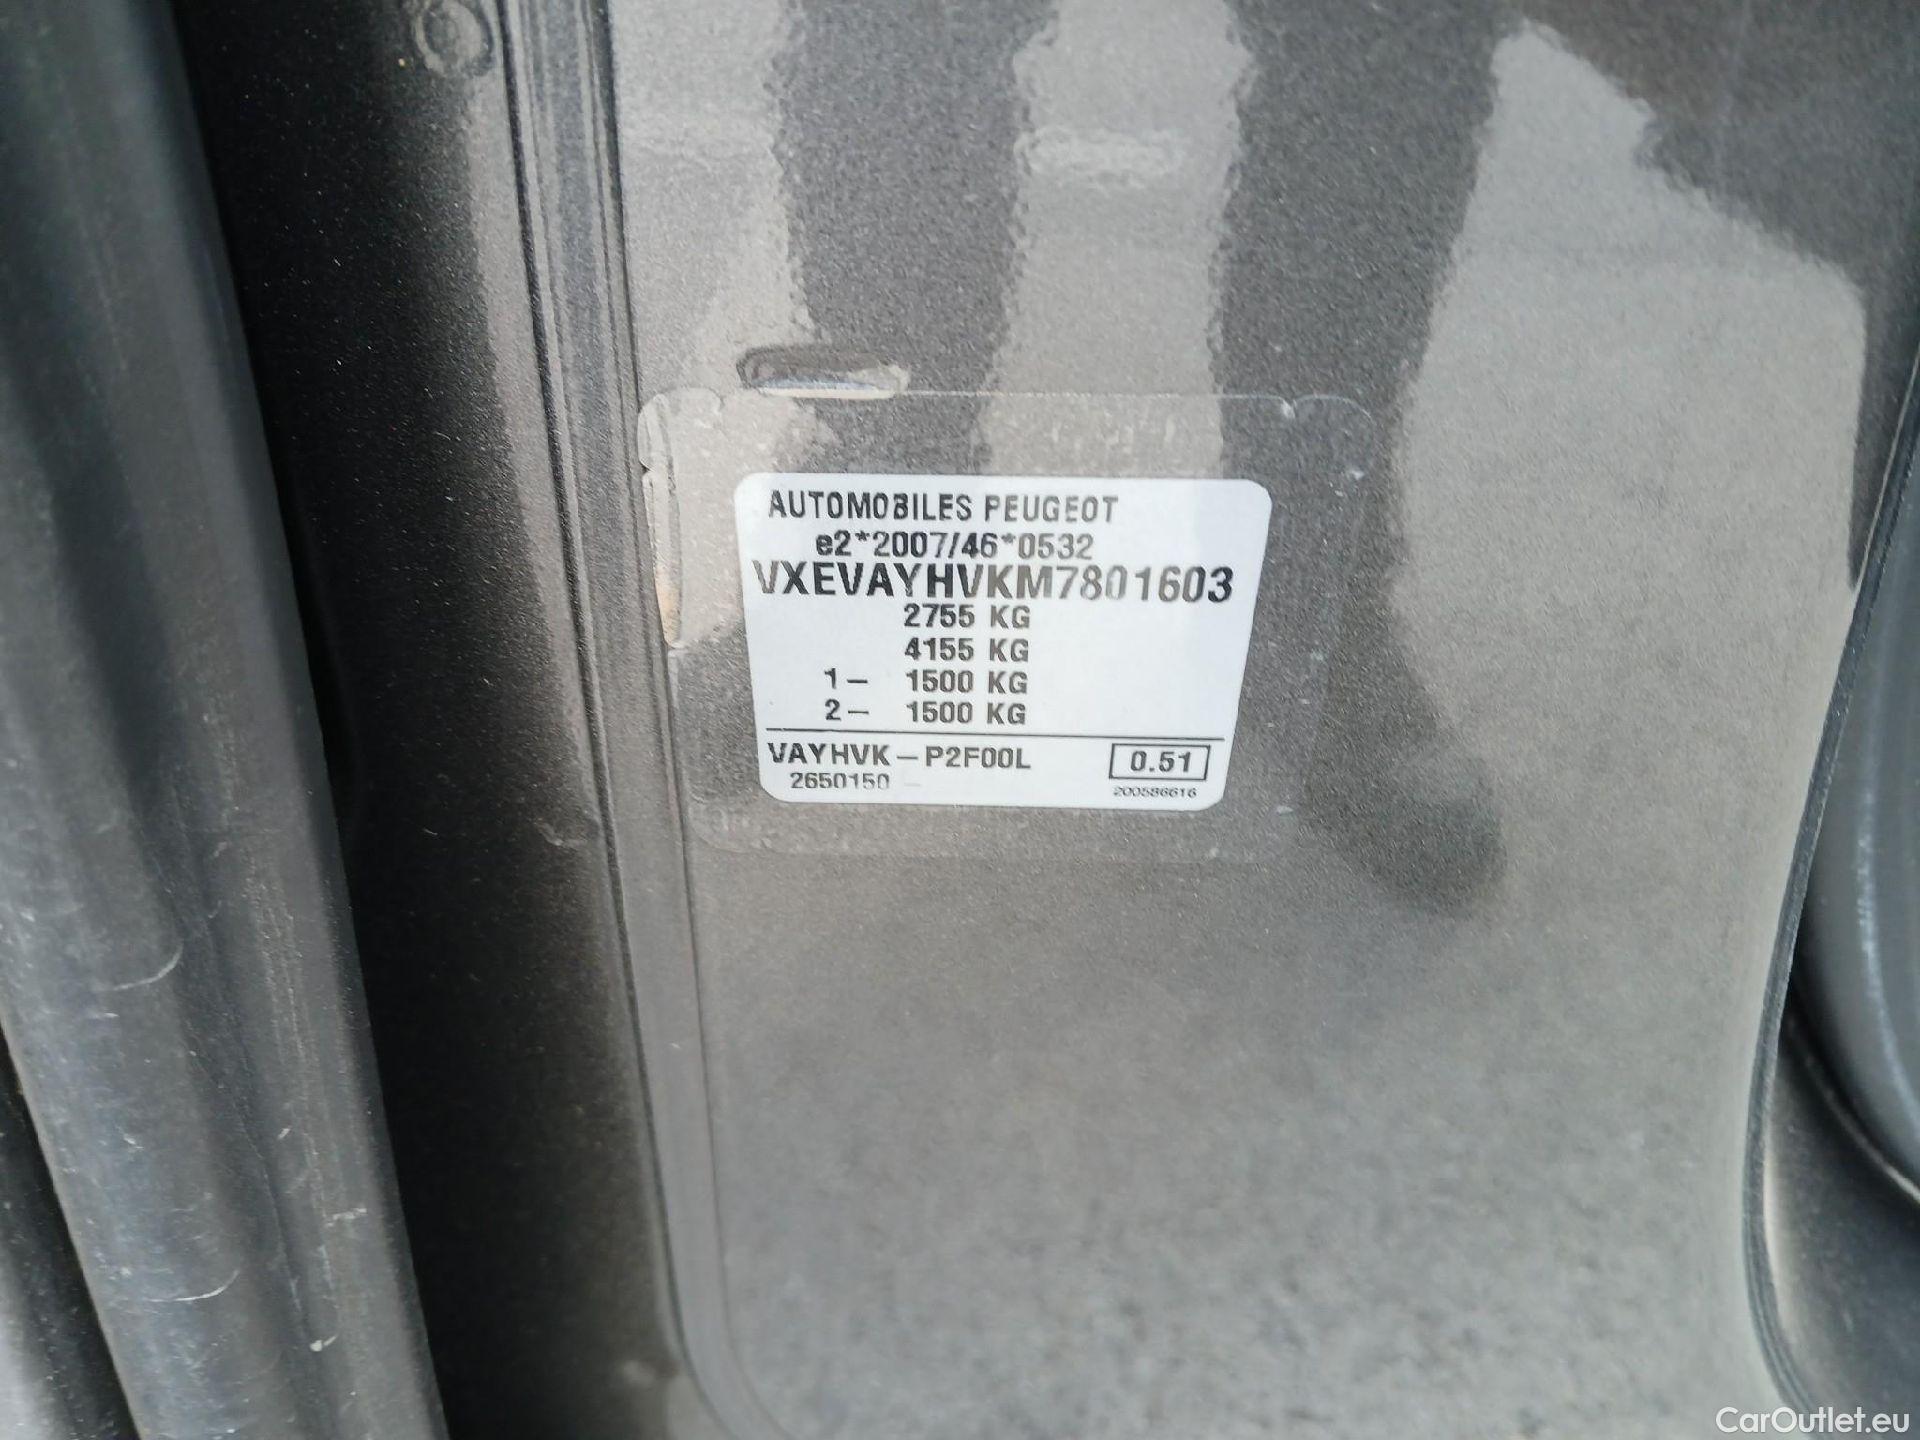 AUTOMOBILES PEUGEOT
e2*2007/46*0532
VXEVAYHVKM7801603
2755 KG
4155 KG
1- 1500 KG
2- 1500 KG
VAYHVK-P2F00L 0.51
2650150 -
200586616
CarOutlet.eu